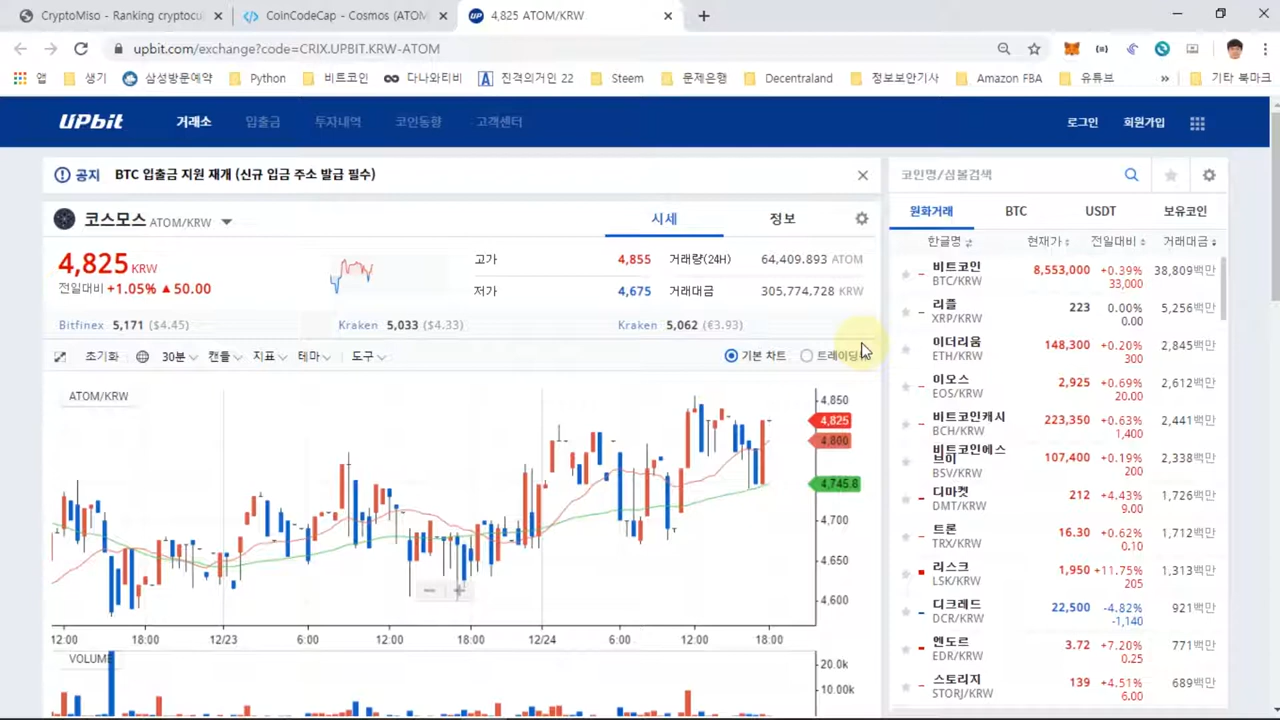 CryptoMiso - Ranking cryptocu
CoinCodeCap - Cosmos (ATOM
4,825 ATOM/KRW
upbit.com/exchange?code=CRIX.UPBIT.KRW-ATOM
앱 생기 삼성방문예약 Python 비트코인 다나와티비 진격의거인 22 Steem 문제은행 Decentraland 정보보안기사 Amazon FBA 유튜브 » 기타 북마크
UPbit 거래소 입출금 투자내역 코인동향 고객센터 로그인 회원가입
공지 BTC 입출금 지원 재개 (신규 입금 주소 발급 필수)
코스모스 ATOM/KRW 시세 정보
4,825 KRW
전일대비 +1.05% ▲50.00
고가 4,855 거래량(24H) 64,409.893 ATOM
저가 4,675 거래대금 305,774,728 KRW
Bitfinex 5,171 ($4.45) Kraken 5,033 ($4.33) Kraken 5,062 (€3.93)
초기화 30분 캔들 지표 테마 도구 기본 차트 트레이딩
ATOM/KRW
4,850
4,825
4,800
4,745.8
4,700
4,650
4,600
12:00 18:00 12/23 6:00 12:00 18:00 12/24 6:00 12:00 18:00
VOLUME
20.0k
10.00k
코인명/심볼검색
원화거래 BTC USDT 보유코인
한글명 현재가 전일대비 거래대금
비트코인 8,553,000 +0.39% 38,809백만
BTC/KRW 33,000
리플 223 0.00% 5,256백만
XRP/KRW 0.00
이더리움 148,300 +0.20% 2,845백만
ETH/KRW 300
이오스 2,925 +0.69% 2,612백만
EOS/KRW 20.00
비트코인캐시 223,350 +0.63% 2,441백만
BCH/KRW 1,400
비트코인에스브이 107,400 +0.19% 2,338백만
BSV/KRW 200
디마켓 212 +4.43% 1,726백만
DMT/KRW 9.00
트론 16.30 +0.62% 1,712백만
TRX/KRW 0.10
리스크 1,950 +11.75% 1,313백만
LSK/KRW 205
디크레드 22,500 -4.82% 921백만
DCR/KRW -1,140
엔도르 3.72 +7.20% 771백만
EDR/KRW 0.25
스토리지 139 +4.51% 689백만
STORJ/KRW 6.00